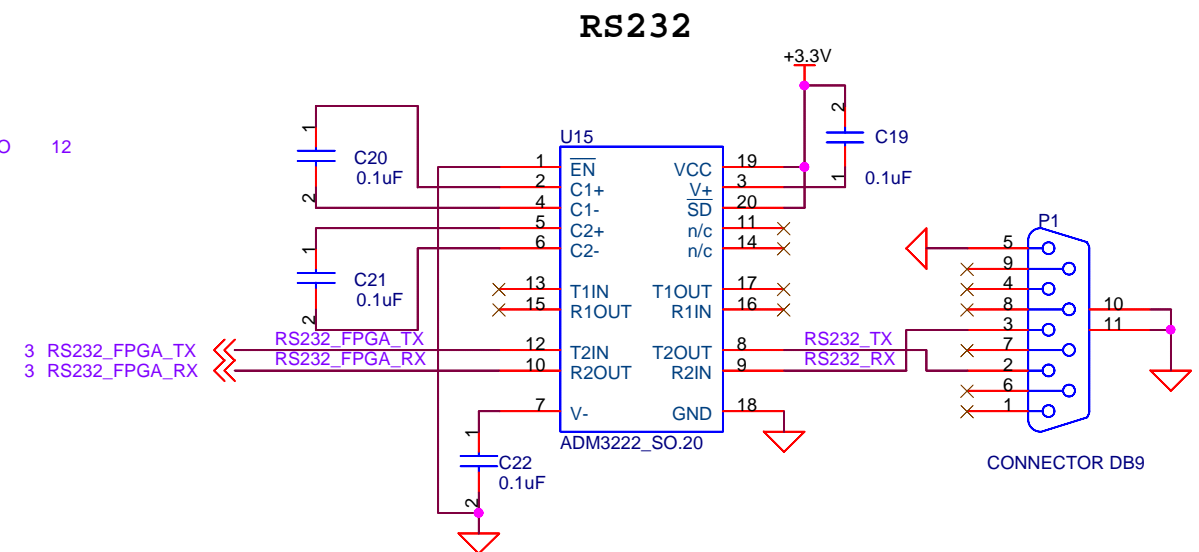 RS232
+3.3V
O 12
1
2
C20
0.1uF
U15
2
1
C19
0.1uF
1 EN VCC 19
2 C1+ V+ 3
4 C1- SD 20
5 C2+ n/c 11
6 C2- n/c 14
1
2
C21
0.1uF
13 T1IN T1OUT 17
15 R1OUT R1IN 16
3 RS232_FPGA_TX RS232_FPGA_TX 12 T2IN T2OUT 8 RS232_TX
3 RS232_FPGA_RX RS232_FPGA_RX 10 R2OUT R2IN 9 RS232_RX
7 V- GND 18
ADM3222_SO.20
1
2
C22
0.1uF
P1
5
9
4
8
3
7
2
6
1
10
11
CONNECTOR DB9